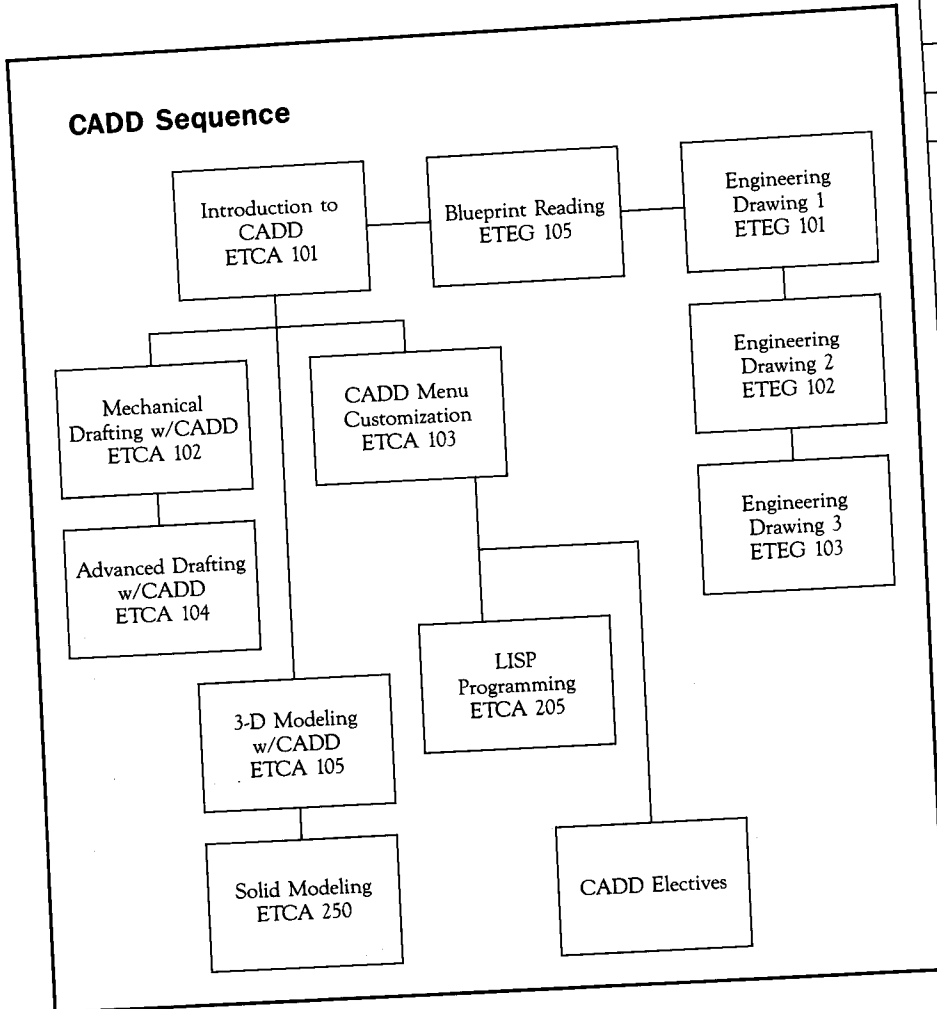 CADD Sequence
Introduction to
CADD
ETCA 101
Blueprint Reading
ETEG 105
Engineering
Drawing 1
ETEG 101
Mechanical
Drafting w/CADD
ETCA 102
CADD Menu
Customization
ETCA 103
Engineering
Drawing 2
ETEG 102
Advanced Drafting
w/CADD
ETCA 104
Engineering
Drawing 3
ETEG 103
3-D Modeling
w/CADD
ETCA 105
LISP
Programming
ETCA 205
Solid Modeling
ETCA 250
CADD Electives